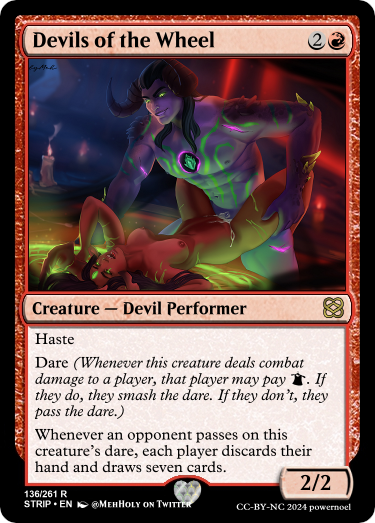 Devils of the Wheel 2
Creature — Devil Performer
Haste
Dare (Whenever this creature deals combat
damage to a player, that player may pay . If
they do, they smash the dare. If they don't, they
pass the dare.)
Whenever an opponent passes on this
creature's dare, each player discards their
hand and draws seven cards.
2/2
136/261 R
STRIP • EN @MehHoly on Twitter
CC-BY-NC 2024 powernoel